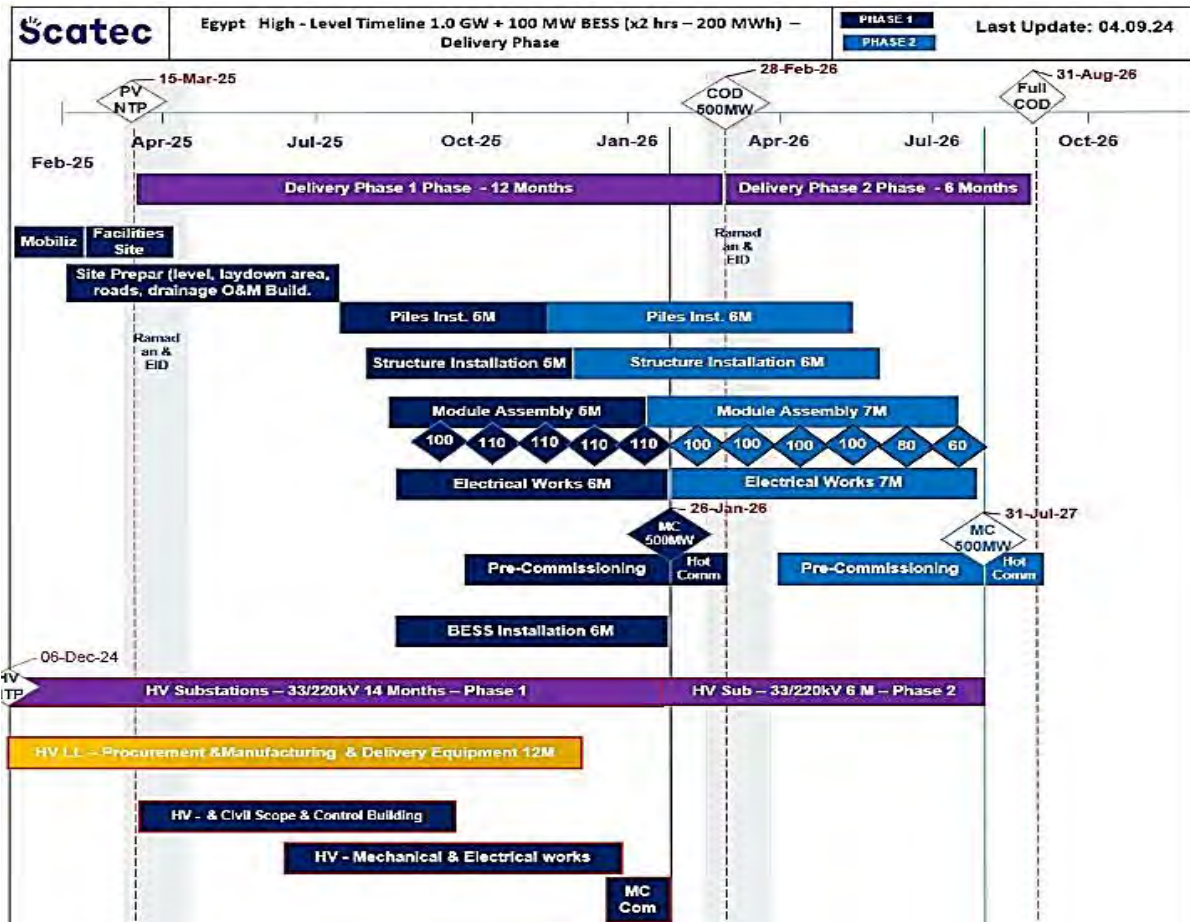 Scatec
Egypt High - Level Timeline 1.0 GW + 100 MW BESS (x2 hrs – 200 MWh) –
Delivery Phase
PHASE 1
PHASE 2
Last Update: 04.09.24
15-Mar-25
28-Feb-26
31-Aug-26
PV
NTP
COD
500MW
Full
COD
Feb-25
Apr-25
Jul-25
Oct-25
Jan-26
Apr-26
Jul-26
Oct-26
Delivery Phase 1 Phase - 12 Months
Delivery Phase 2 Phase - 6 Months
Mobiliz
Facilities
Site
Ramad
an &
EID
Site Prepar (level, laydown area,
roads, drainage O&M Build.
Piles Inst. 5M
Piles Inst. 6M
Ramad
an &
EID
Structure Installation 5M
Structure Installation 6M
Module Assembly 5M
Module Assembly 7M
100
110
110
110
110
100
100
100
100
80
60
Electrical Works 6M
Electrical Works 7M
26-Jan-26
31-Jul-27
MC
500MW
MC
500MW
Pre-Commissioning
Hot
Comm
Pre-Commissioning
Hot
Comm
BESS Installation 6M
06-Dec-24
HV
NTP
HV Substations – 33/220kV 14 Months – Phase 1
HV Sub – 33/220kV 6 M – Phase 2
HV LL – Procurement &Manufacturing & Delivery Equipment 12M
HV - & Civil Scope & Control Building
HV - Mechanical & Electrical works
MC
Com